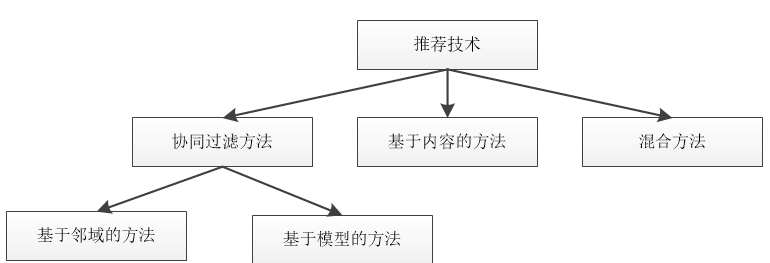 推荐技术
协同过滤方法
基于内容的方法
混合方法
基于邻域的方法
基于模型的方法